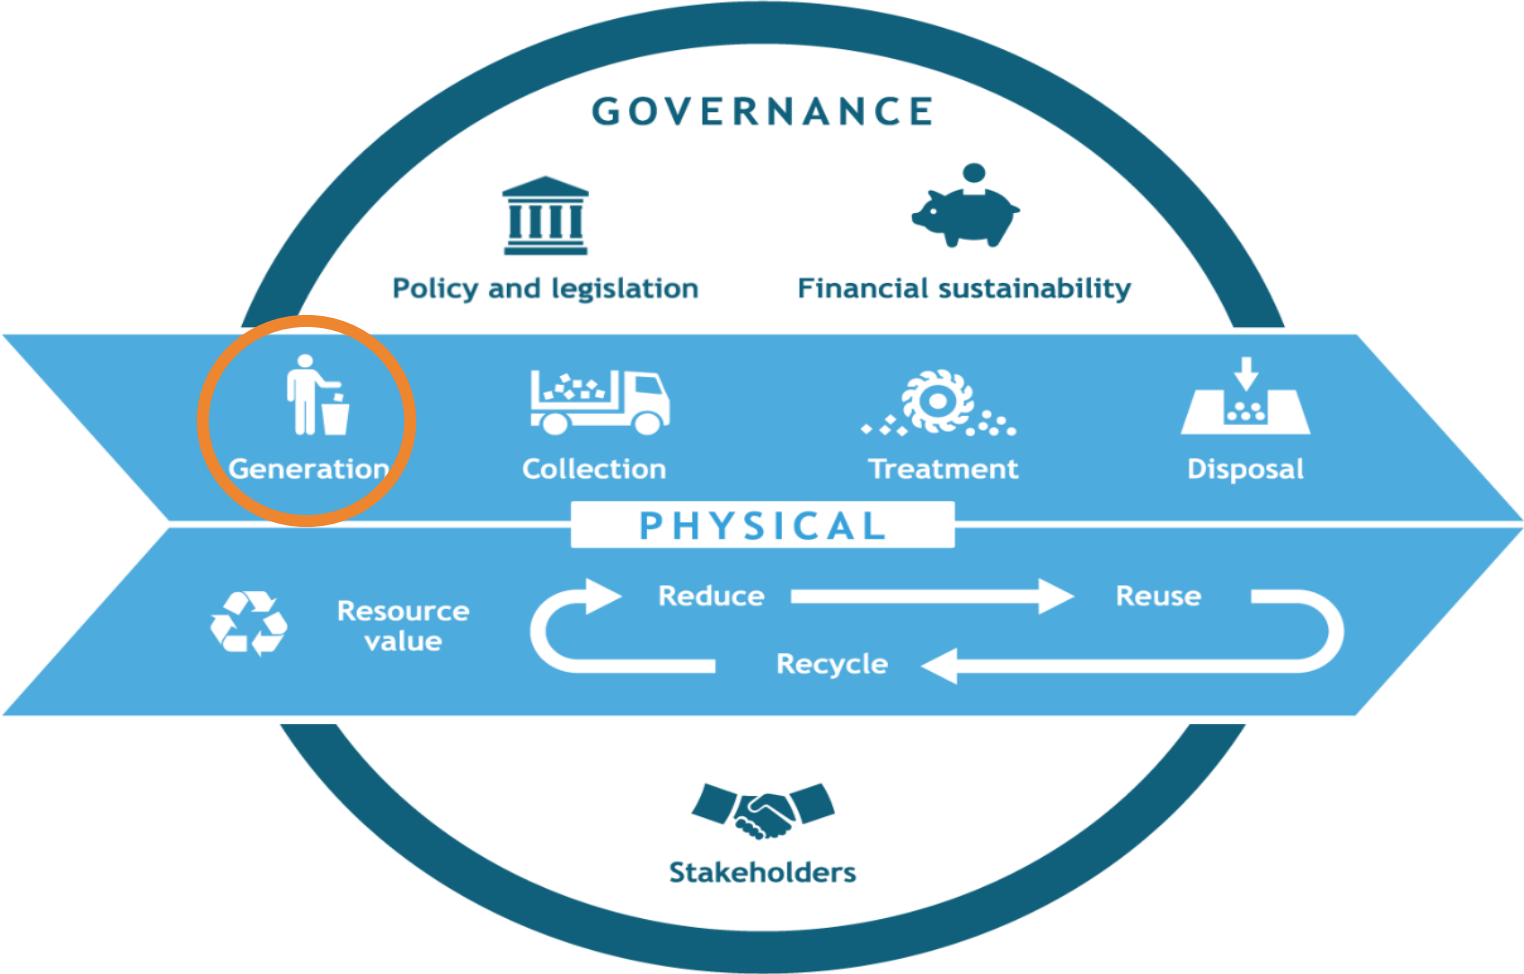 GOVERNANCE
Policy and legislation
Financial sustainability
Generation
Collection
Treatment
Disposal
PHYSICAL
Resource
value
Reduce
Reuse
Recycle
Stakeholders